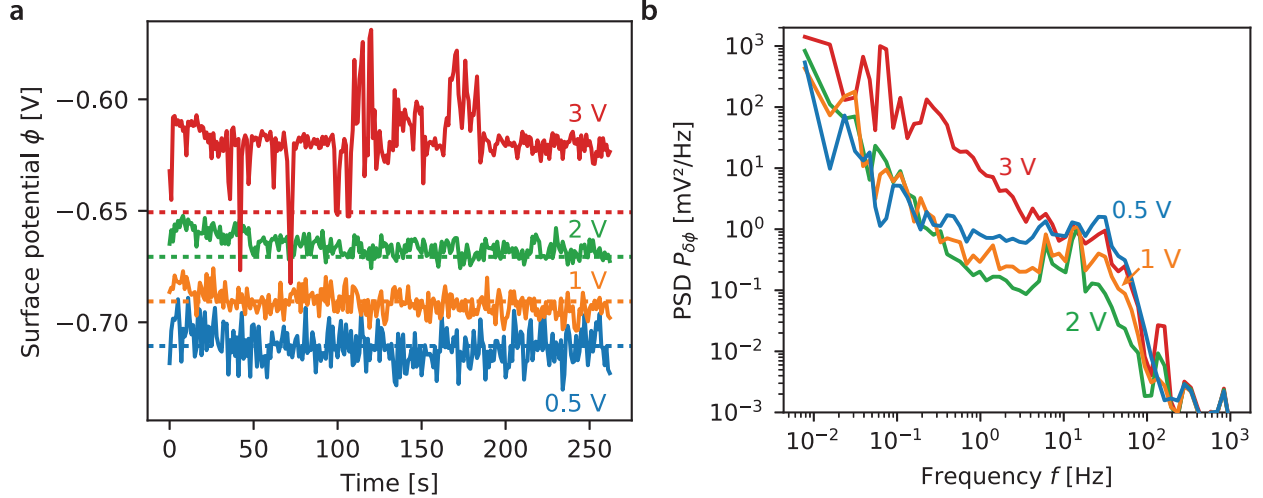 a
Surface potential ϕ [V]
−0.60
−0.65
−0.70
3 V
2 V
1 V
0.5 V
0
50
100
150
200
250
Time [s]
b
PSD P_δϕ [mV²/Hz]
10³
10²
10¹
10⁰
10⁻¹
10⁻²
10⁻³
3 V
0.5 V
1 V
2 V
10⁻²
10⁻¹
10⁰
10¹
10²
10³
Frequency f [Hz]